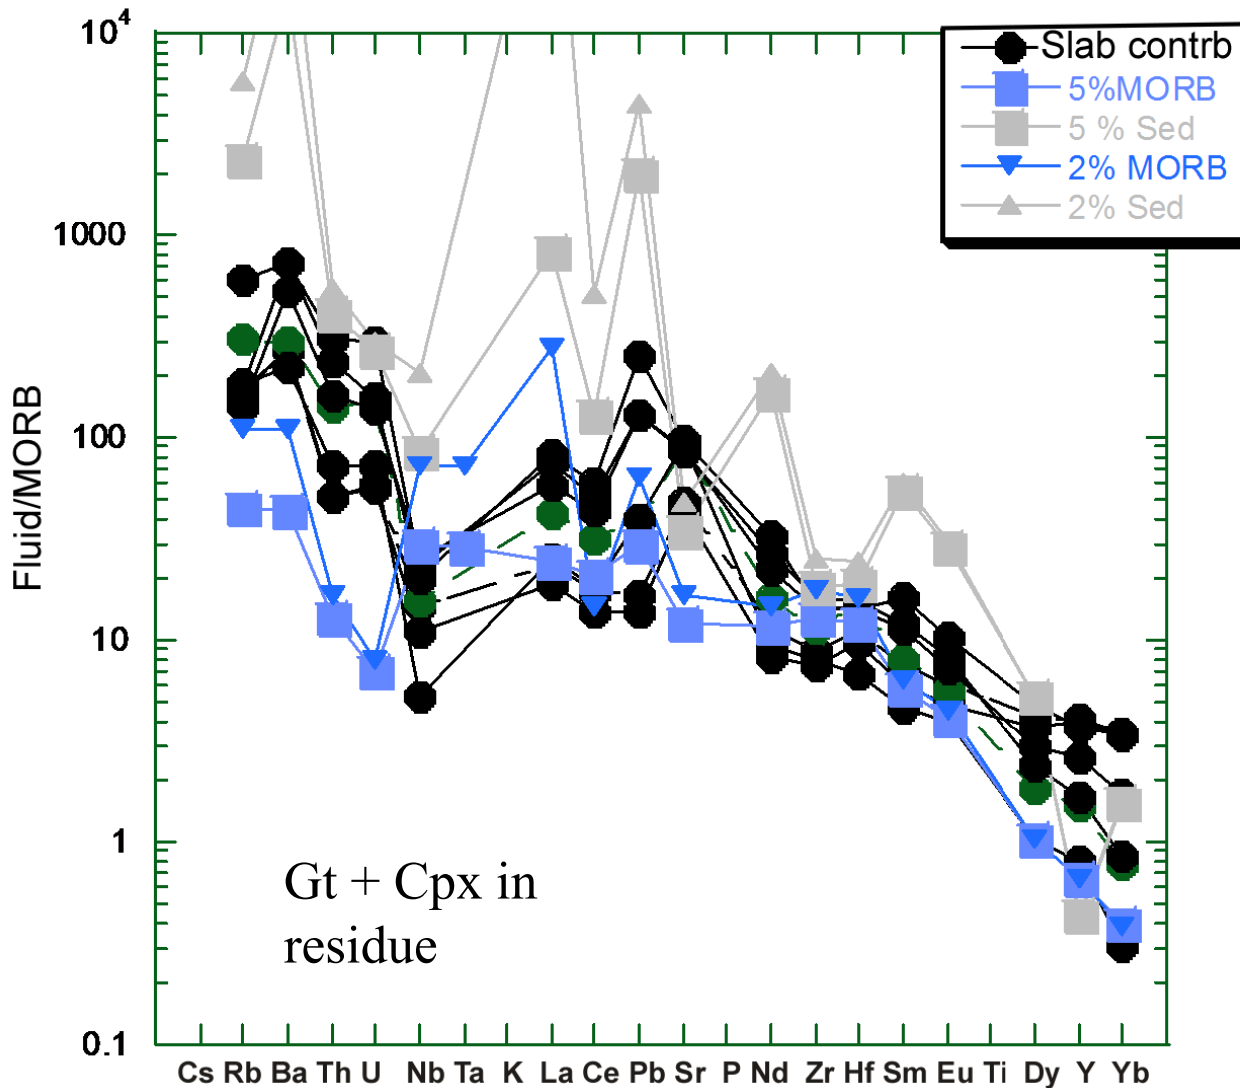 10⁴
Slab contrb
5%MORB
5 % Sed
2% MORB
2% Sed
1000
100
10
1
0.1
Fluid/MORB
Gt + Cpx in
residue
Cs Rb Ba Th U Nb Ta K La Ce Pb Sr P Nd Zr Hf Sm Eu Ti Dy Y Yb